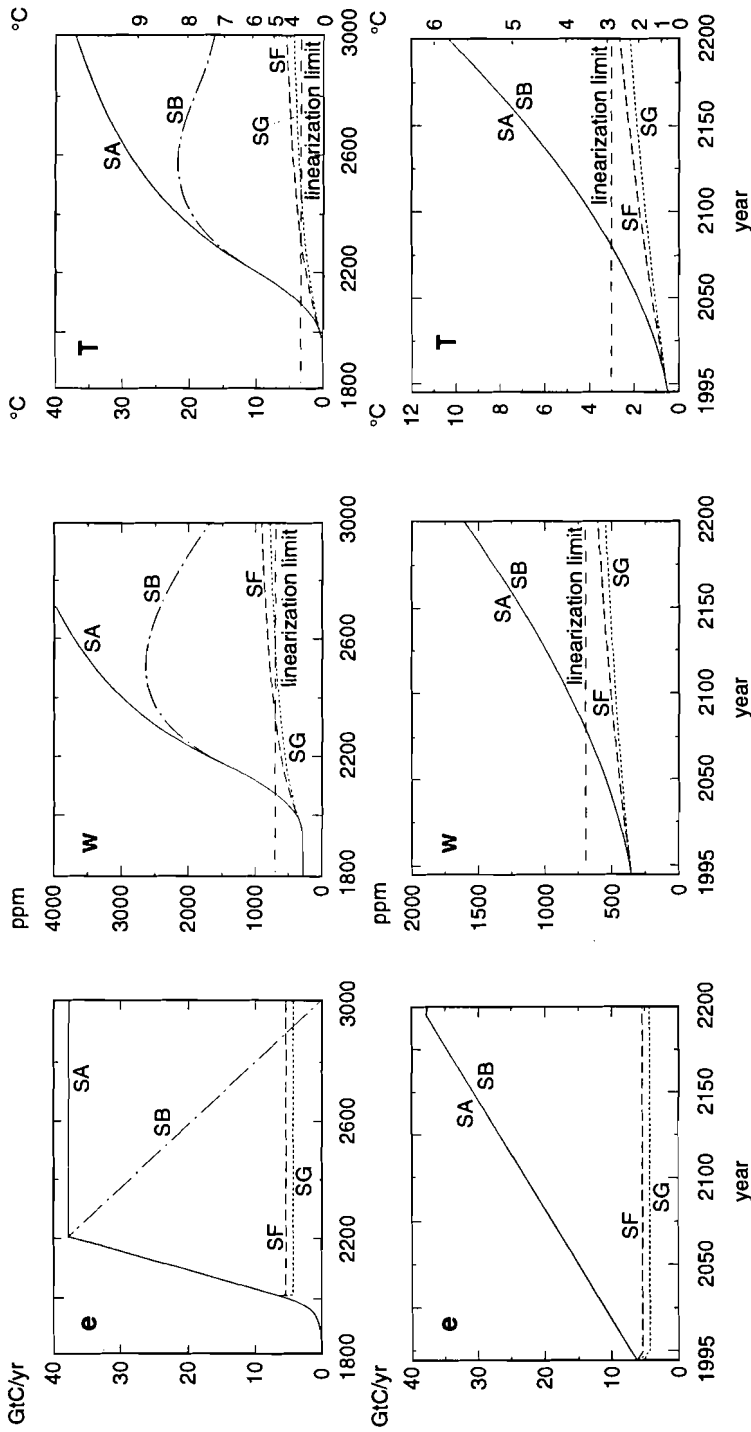 GtC/yr
40
30
20
10
0
e
SA
SB
SF
SG
1800
2200
2600
3000
ppm
4000
3000
2000
1000
0
w
SA
SB
SF
SG
linearization limit
1800
2200
2600
3000
°C
40
30
20
10
0
T
SA
SB
SF
SG
linearization limit
1800
2200
2600
3000
°C
9
8
7
5
4
3
0
GtC/yr
40
30
20
10
0
e
SA
SB
SF
SG
1995
2050
2100
2150
2200
year
ppm
2000
1500
1000
500
0
w
SA
SB
linearization limit
SF
SG
1995
2050
2100
2150
2200
year
°C
12
10
8
6
4
2
0
T
SA
SB
linearization limit
SF
SG
1995
2050
2100
2150
2200
year
°C
6
5
4
3
2
1
0